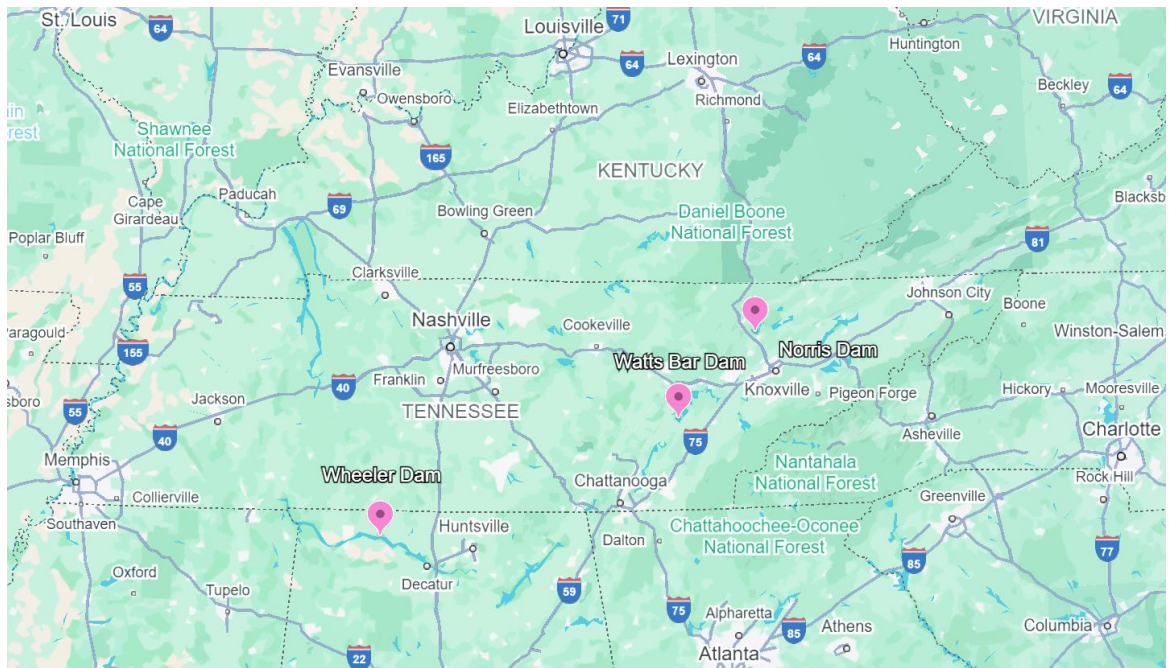 St. Louis
64
Louisville
71
VIRGINIA
Huntington
64
Evansville
Lexington
64
64
Owensboro
Elizabethtown
Richmond
Beckley
64
Shawnee
National Forest
165
KENTUCKY
Paducah
Cape
Girardeau
69
Bowling Green
Daniel Boone
National Forest
Poplar Bluff
81
55
Clarksville
Johnson City
Boone
Nashville
Cookeville
Norris Dam
Winston-Salem
155
Watts Bar Dam
Murfreesboro
Franklin
40
Knoxville
Pigeon Forge
Hickory
Mooresville
Jackson
TENNESSEE
55
40
75
Asheville
Charlotte
Memphis
Wheeler Dam
Chattanooga
Nantahala
National Forest
Rock Hill
Collierville
Greenville
Southaven
Huntsville
Chattahoochee-Oconee
National Forest
Dalton
77
Oxford
Decatur
85
Tupelo
59
75
Alpharetta
85
Athens
Columbia
22
Atlanta